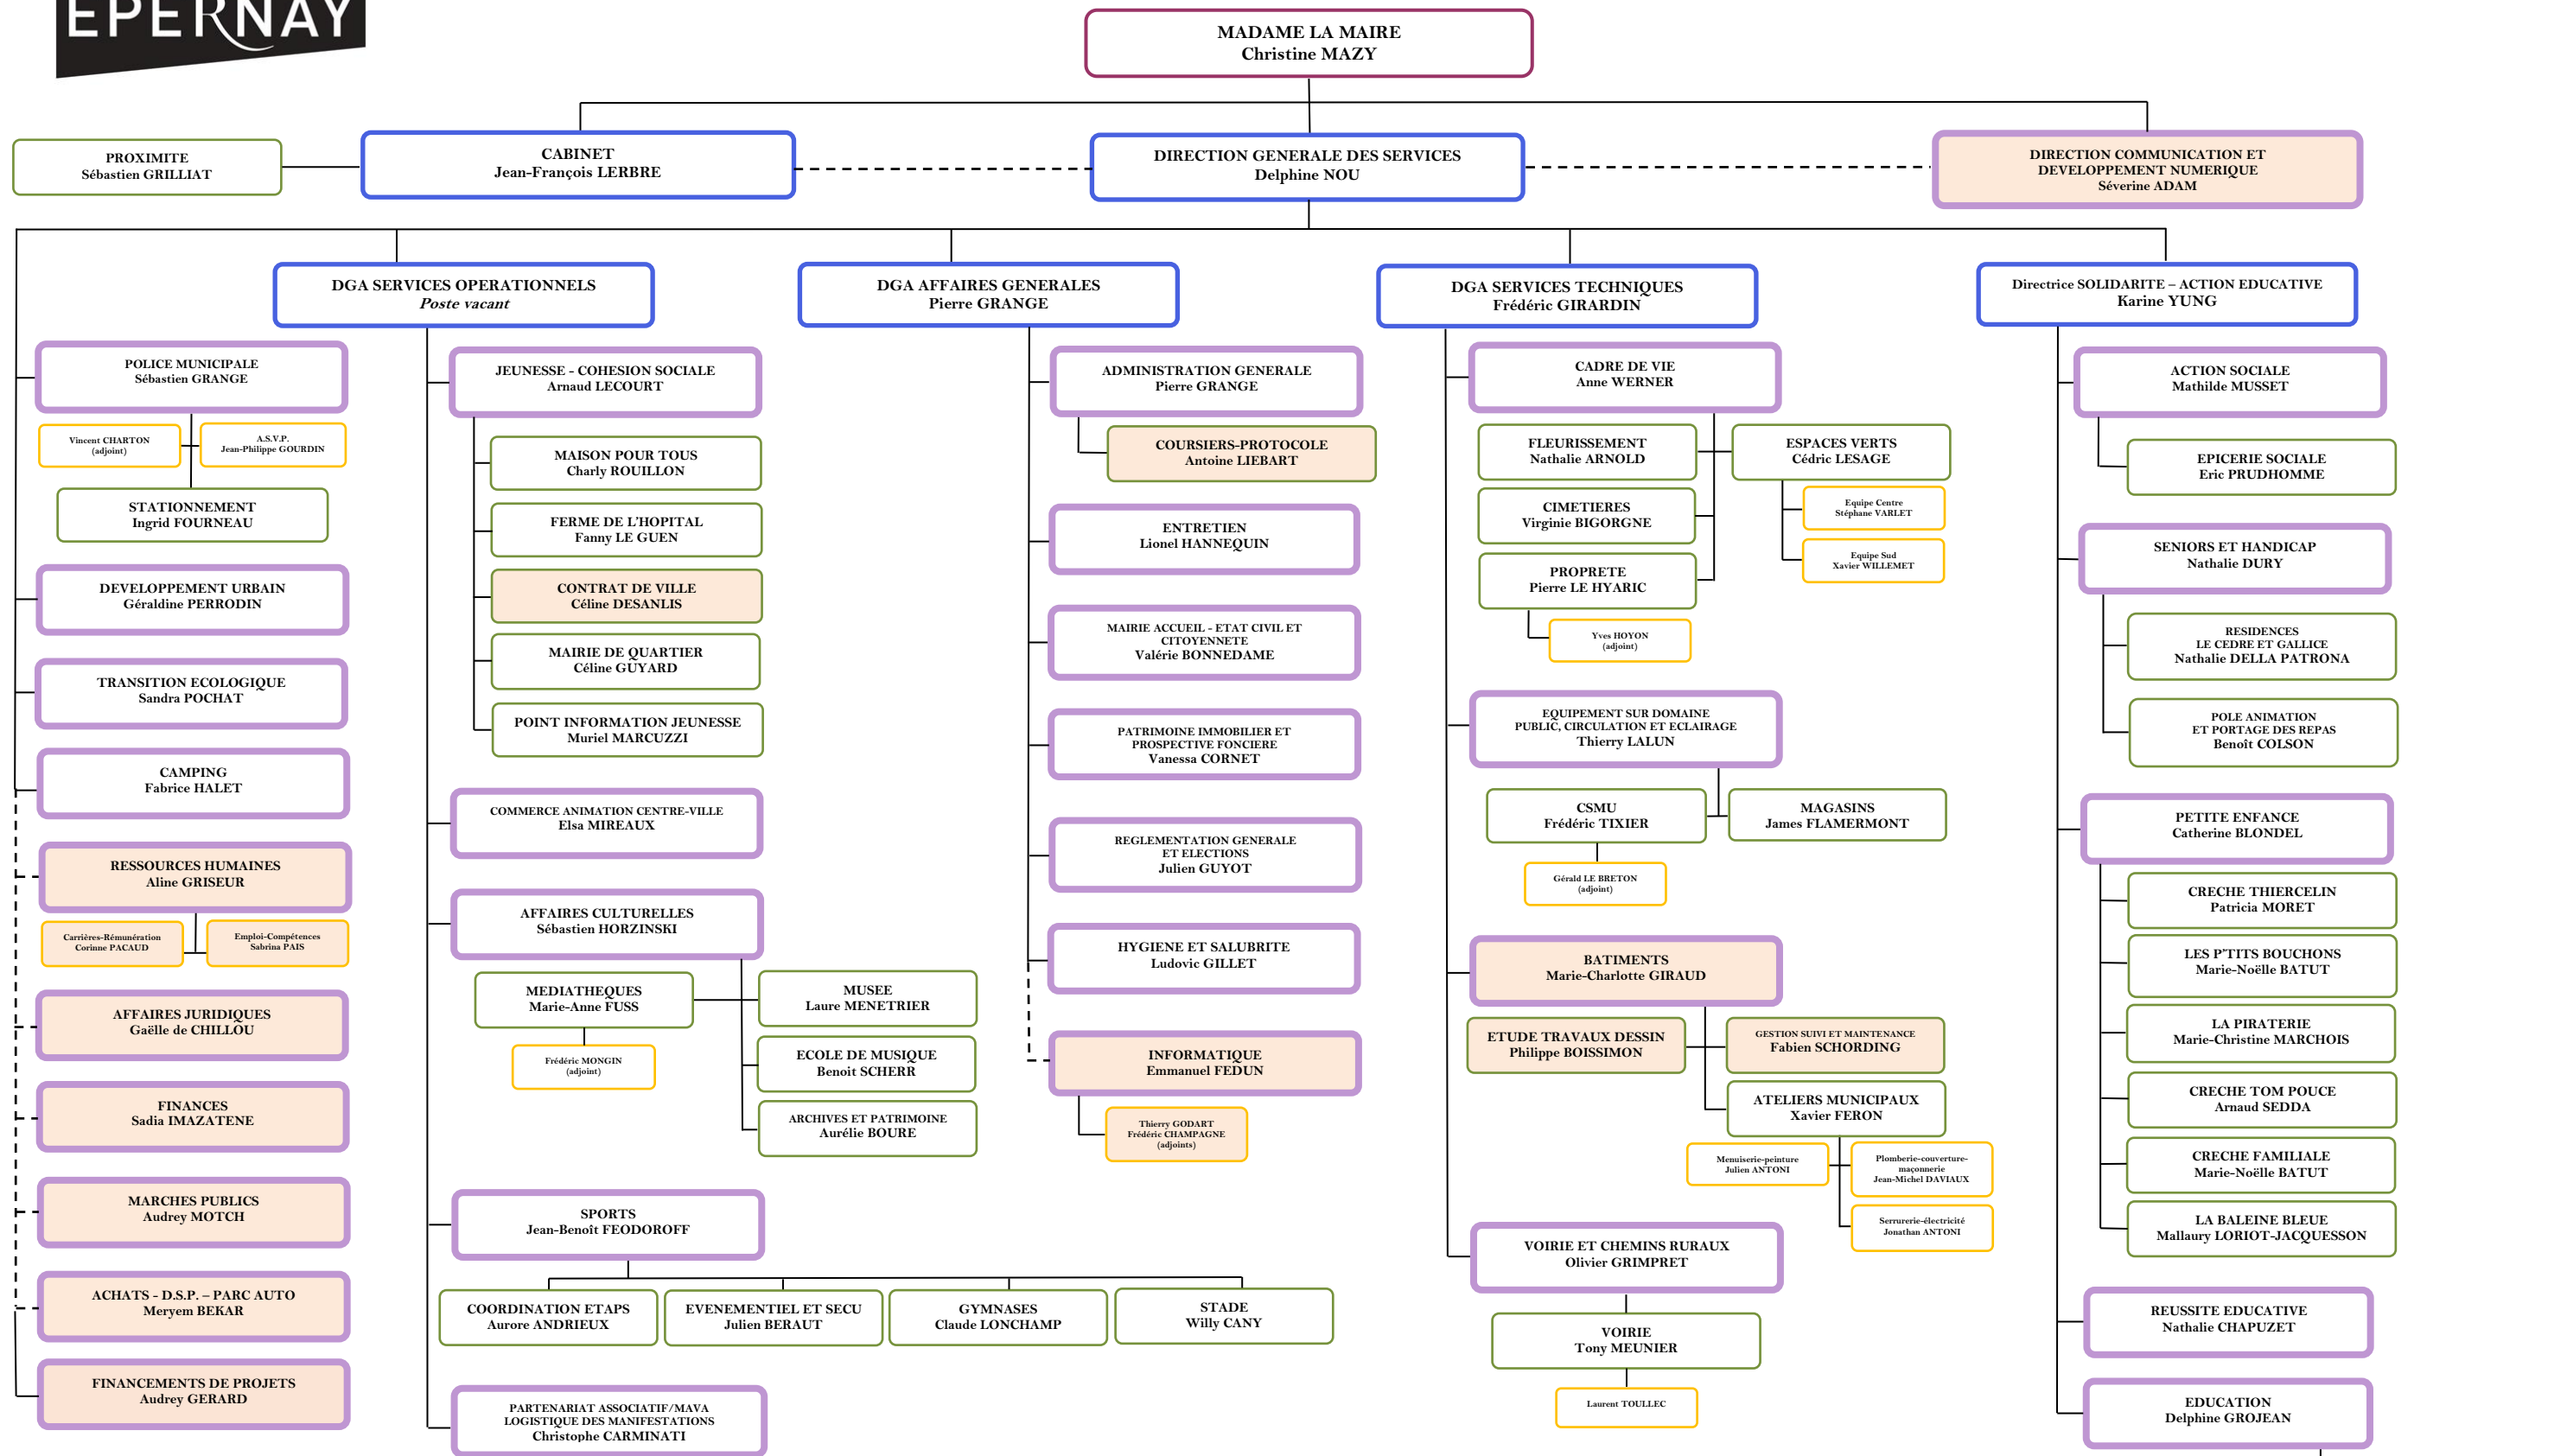 EPERNAY
MADAME LA MAIRE
Christine MAZY
PROXIMITE
Sébastien GRILLIAT
CABINET
Jean-François LERBRE
DIRECTION GENERALE DES SERVICES
Delphine NOU
DIRECTION COMMUNICATION ET
DEVELOPPEMENT NUMERIQUE
Séverine ADAM
DGA SERVICES OPERATIONNELS
Poste vacant
DGA AFFAIRES GENERALES
Pierre GRANGE
DGA SERVICES TECHNIQUES
Frédéric GIRARDIN
Directrice SOLIDARITE – ACTION EDUCATIVE
Karine YUNG
POLICE MUNICIPALE
Sébastien GRANGE
Vincent CHARTON
(adjoint)
A.S.V.P.
Jean-Philippe GOURDIN
STATIONNEMENT
Ingrid FOURNEAU
DEVELOPPEMENT URBAIN
Géraldine PERRODIN
TRANSITION ECOLOGIQUE
Sandra POCHAT
CAMPING
Fabrice HALET
RESSOURCES HUMAINES
Aline GRISEUR
Carrières-Rémunération
Corinne PACAUD
Emploi-Compétences
Sabrina PAIS
AFFAIRES JURIDIQUES
Gaëlle de CHILLOU
FINANCES
Sadia IMAZATENE
MARCHES PUBLICS
Audrey MOTCH
ACHATS - D.S.P. – PARC AUTO
Meryem BEKAR
FINANCEMENTS DE PROJETS
Audrey GERARD
JEUNESSE - COHESION SOCIALE
Arnaud LECOURT
MAISON POUR TOUS
Charly ROUILLON
FERME DE L'HOPITAL
Fanny LE GUEN
CONTRAT DE VILLE
Céline DESANLIS
MAIRIE DE QUARTIER
Céline GUYARD
POINT INFORMATION JEUNESSE
Muriel MARCUZZI
COMMERCE ANIMATION CENTRE-VILLE
Elsa MIREAUX
AFFAIRES CULTURELLES
Sébastien HORZINSKI
MEDIATHEQUES
Marie-Anne FUSS
Frédéric MONGIN
(adjoint)
MUSEE
Laure MENETRIER
ECOLE DE MUSIQUE
Benoit SCHERR
ARCHIVES ET PATRIMOINE
Aurélie BOURE
SPORTS
Jean-Benoît FEODOROFF
COORDINATION ETAPS
Aurore ANDRIEUX
EVENEMENTIEL ET SECU
Julien BERAUT
GYMNASES
Claude LONCHAMP
STADE
Willy CANY
PARTENARIAT ASSOCIATIF/MAVA
LOGISTIQUE DES MANIFESTATIONS
Christophe CARMINATI
ADMINISTRATION GENERALE
Pierre GRANGE
COURSIERS-PROTOCOLE
Antoine LIEBART
ENTRETIEN
Lionel HANNEQUIN
MAIRIE ACCUEIL - ETAT CIVIL ET
CITOYENNETE
Valérie BONNEDAME
PATRIMOINE IMMOBILIER ET
PROSPECTIVE FONCIERE
Vanessa CORNET
REGLEMENTATION GENERALE
ET ELECTIONS
Julien GUYOT
HYGIENE ET SALUBRITE
Ludovic GILLET
INFORMATIQUE
Emmanuel FEDUN
Thierry GODART
Frédéric CHAMPAGNE
(adjoints)
CADRE DE VIE
Anne WERNER
FLEURISSEMENT
Nathalie ARNOLD
ESPACES VERTS
Cédric LESAGE
CIMETIERES
Virginie BIGORGNE
Equipe Centre
Stéphane VARLET
Equipe Sud
Xavier WILLEMET
PROPRETE
Pierre LE HYARIC
Yves HOYON
(adjoint)
EQUIPEMENT SUR DOMAINE
PUBLIC, CIRCULATION ET ECLAIRAGE
Thierry LALUN
CSMU
Frédéric TIXIER
MAGASINS
James FLAMERMONT
Gérald LE BRETON
(adjoint)
BATIMENTS
Marie-Charlotte GIRAUD
ETUDE TRAVAUX DESSIN
Philippe BOISSIMON
GESTION SUIVI ET MAINTENANCE
Fabien SCHORDING
ATELIERS MUNICIPAUX
Xavier FERON
Menuiserie-peinture
Julien ANTONI
Plomberie-couverture-
maçonnerie
Jean-Michel DAVIAUX
Serrurerie-électricité
Jonathan ANTONI
VOIRIE ET CHEMINS RURAUX
Olivier GRIMPRET
VOIRIE
Tony MEUNIER
Laurent TOULLEC
ACTION SOCIALE
Mathilde MUSSET
EPICERIE SOCIALE
Eric PRUDHOMME
SENIORS ET HANDICAP
Nathalie DURY
RESIDENCES
LE CEDRE ET GALLICE
Nathalie DELLA PATRONA
POLE ANIMATION
ET PORTAGE DES REPAS
Benoît COLSON
PETITE ENFANCE
Catherine BLONDEL
CRECHE THIERCELIN
Patricia MORET
LES P'TITS BOUCHONS
Marie-Noëlle BATUT
LA PIRATERIE
Marie-Christine MARCHOIS
CRECHE TOM POUCE
Arnaud SEDDA
CRECHE FAMILIALE
Marie-Noëlle BATUT
LA BALEINE BLEUE
Mallaury LORIOT-JACQUESSON
REUSSITE EDUCATIVE
Nathalie CHAPUZET
EDUCATION
Delphine GROJEAN